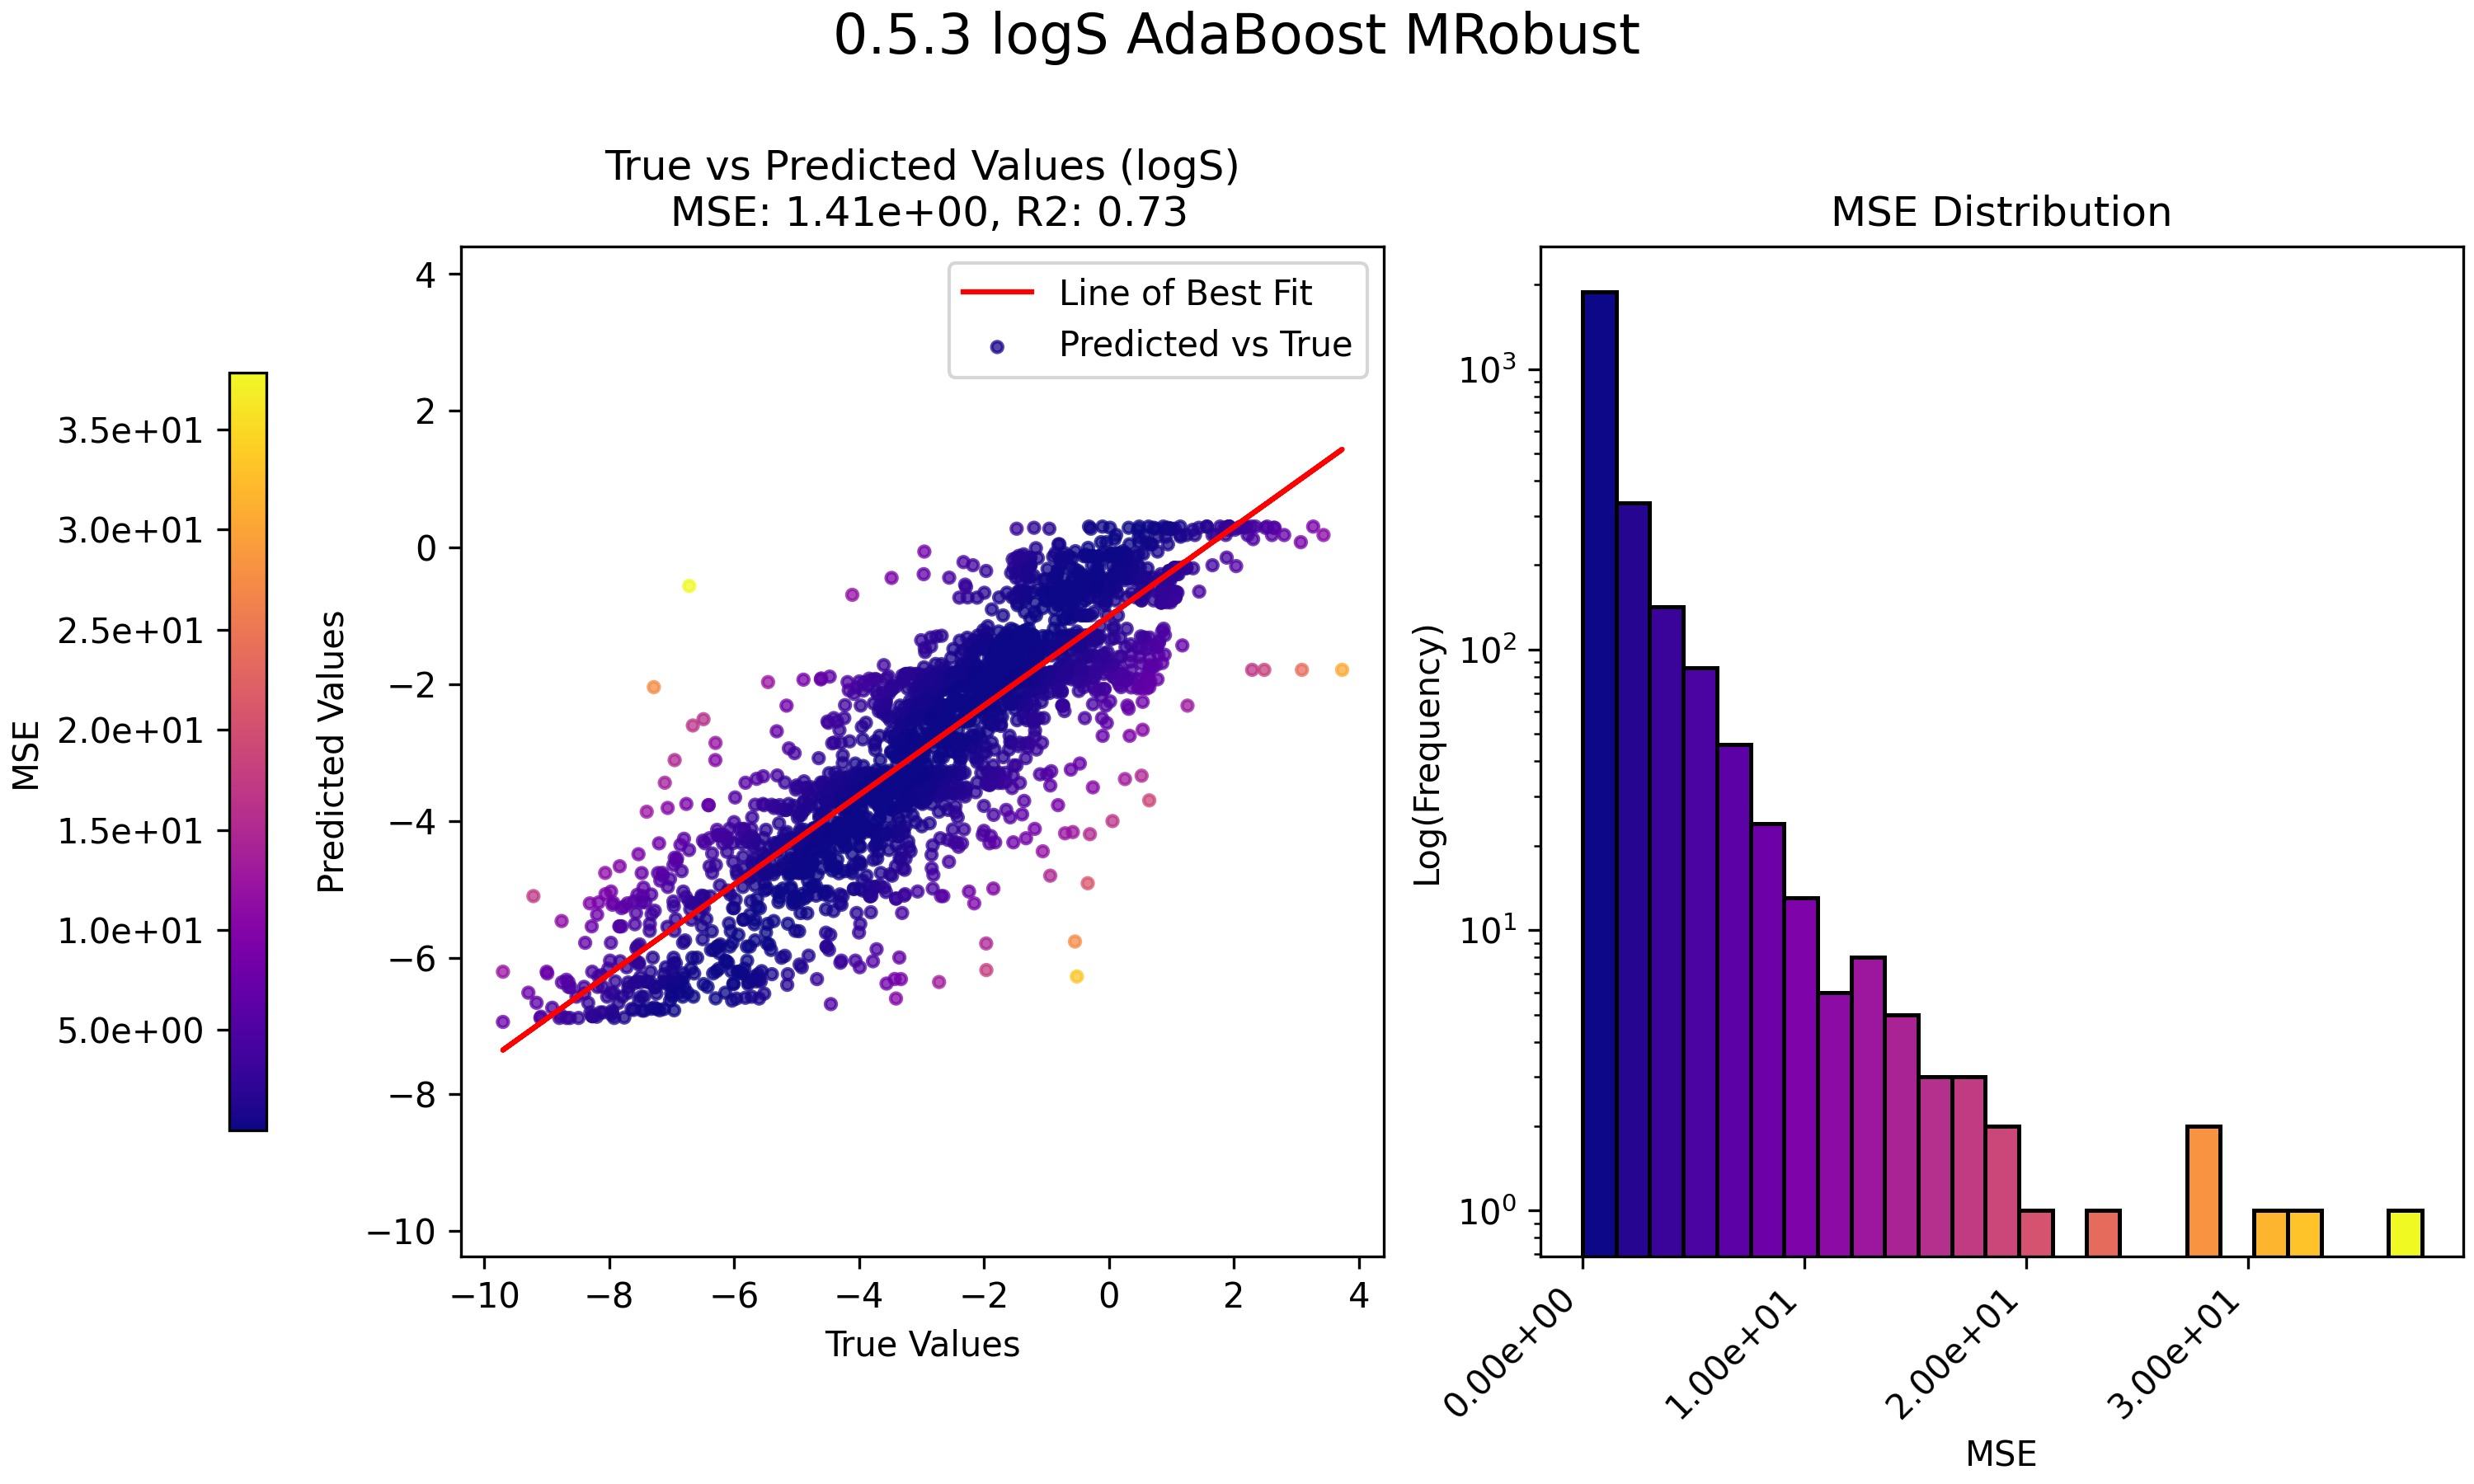 0.5.3 logS AdaBoost MRobust
True vs Predicted Values (logS)
MSE: 1.41e+00, R2: 0.73
MSE
3.5e+01
3.0e+01
2.5e+01
2.0e+01
1.5e+01
1.0e+01
5.0e+00
Predicted Values
4
2
0
−2
−4
−6
−8
−10
Line of Best Fit
Predicted vs True
−10 −8 −6 −4 −2 0 2 4
True Values
MSE Distribution
Log(Frequency)
10³
10²
10¹
10⁰
0.00e+00 1.00e+01 2.00e+01 3.00e+01
MSE